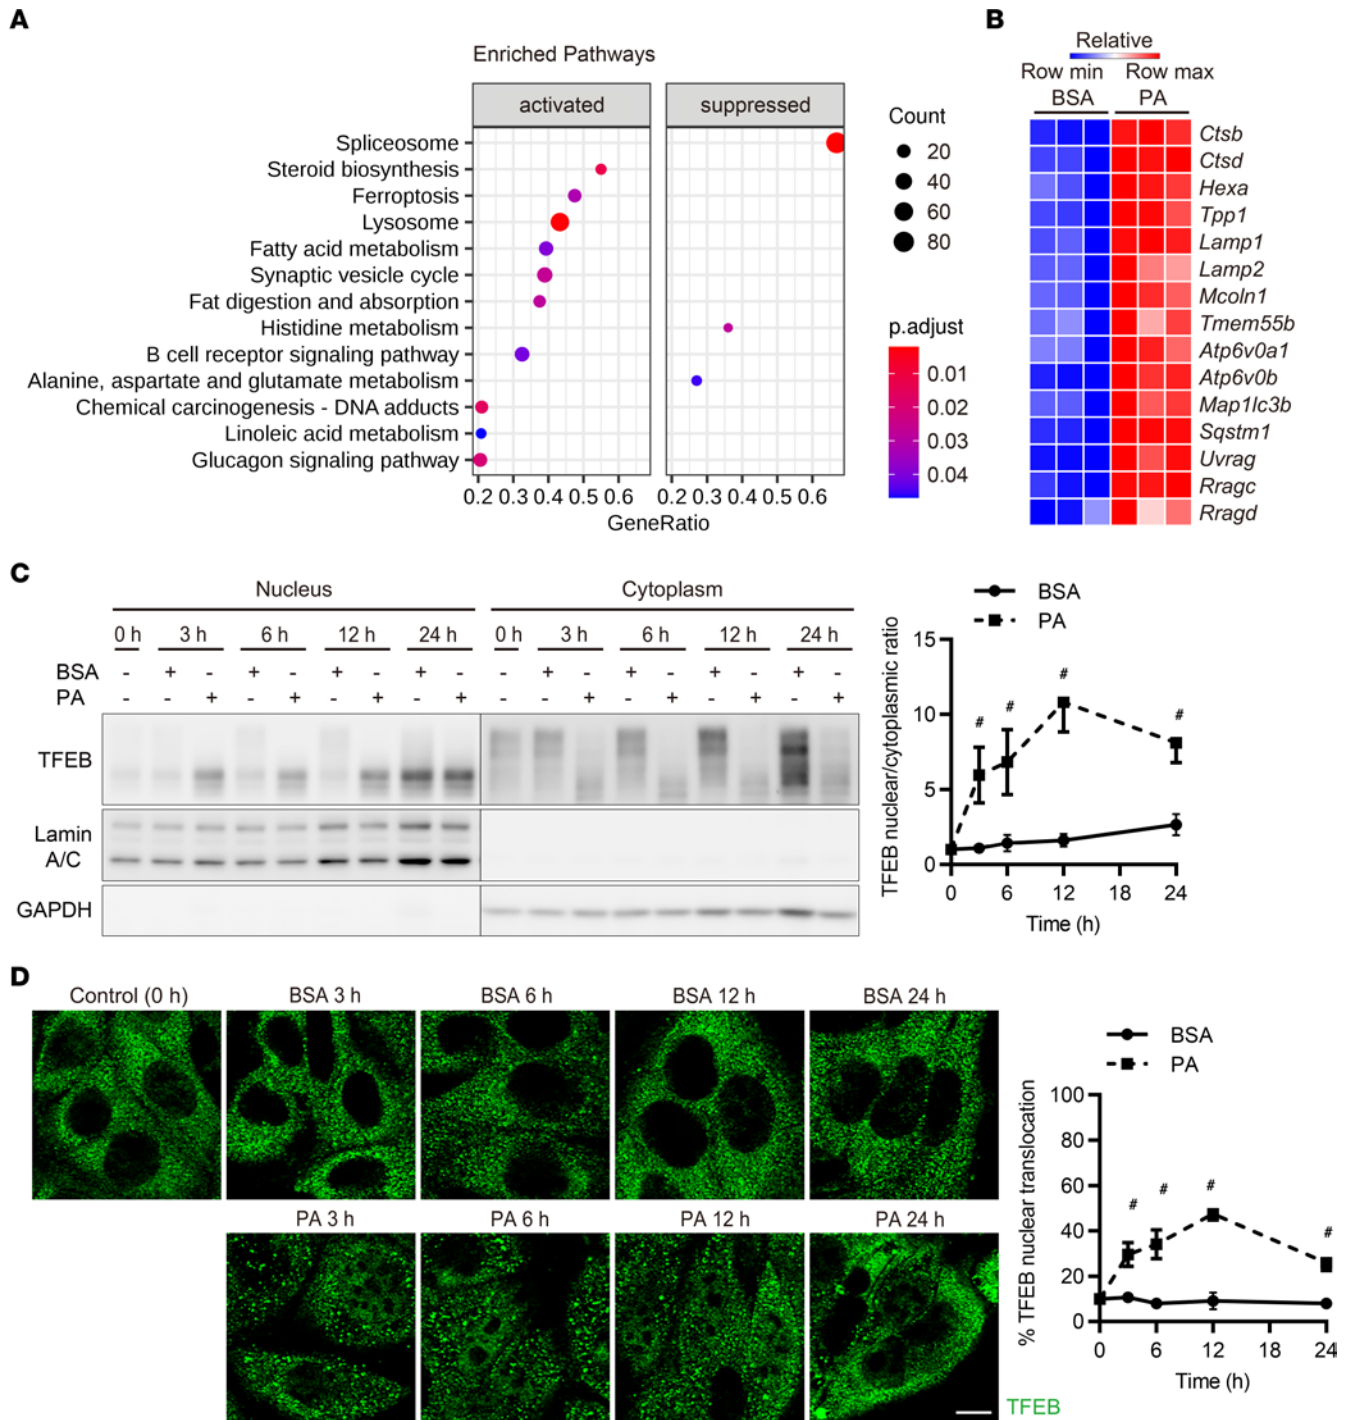 A
Enriched Pathways
activated
suppressed
Spliceosome
Steroid biosynthesis
Ferroptosis
Lysosome
Fatty acid metabolism
Synaptic vesicle cycle
Fat digestion and absorption
Histidine metabolism
B cell receptor signaling pathway
Alanine, aspartate and glutamate metabolism
Chemical carcinogenesis - DNA adducts
Linoleic acid metabolism
Glucagon signaling pathway
0.2 0.3 0.4 0.5 0.6
0.2 0.3 0.4 0.5 0.6
GeneRatio
Count
20
40
60
80
p.adjust
0.01
0.02
0.03
0.04
B
Relative
Row min Row max
BSA PA
Ctsb
Ctsd
Hexa
Tpp1
Lamp1
Lamp2
Mcoln1
Tmem55b
Atp6v0a1
Atp6v0b
Map1lc3b
Sqstm1
Uvrag
Rragc
Rragd
C
Nucleus Cytoplasm
0 h 3 h 6 h 12 h 24 h 0 h 3 h 6 h 12 h 24 h
BSA - + - + - + - + - - + - + - + - + -
PA - - + - + - + - + - - + - + - + - +
TFEB
Lamin
A/C
GAPDH
BSA
PA
TFEB nuclear/cytoplasmic ratio
15
10
5
0
# # # #
0 6 12 18 24
Time (h)
D
Control (0 h) BSA 3 h BSA 6 h BSA 12 h BSA 24 h
PA 3 h PA 6 h PA 12 h PA 24 h
TFEB
BSA
PA
% TFEB nuclear translocation
100
80
60
40
20
0
# # # #
0 6 12 18 24
Time (h)